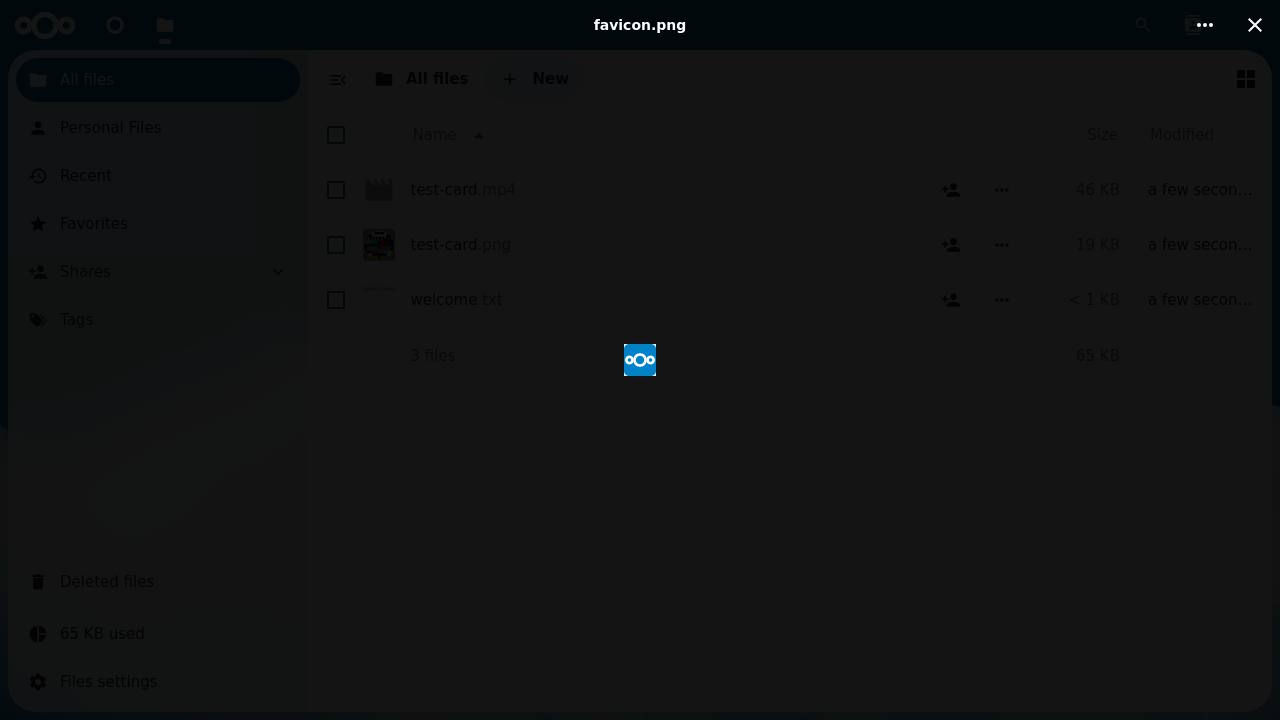 favicon.png
All files
Personal Files
Recent
Favorites
Shares
Tags
Deleted files
65 KB used
Files settings
All files
New
Name
Size
Modified
test-card.mp4
46 KB
a few secon...
test-card.png
19 KB
a few secon...
welcome.txt
< 1 KB
a few secon...
3 files
65 KB